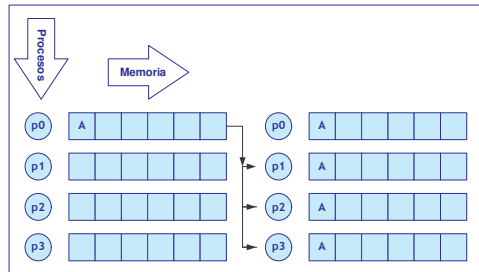 Procesos
Memoria
p0 A p0 A
p1 p1 A
p2 p2 A
p3 p3 A